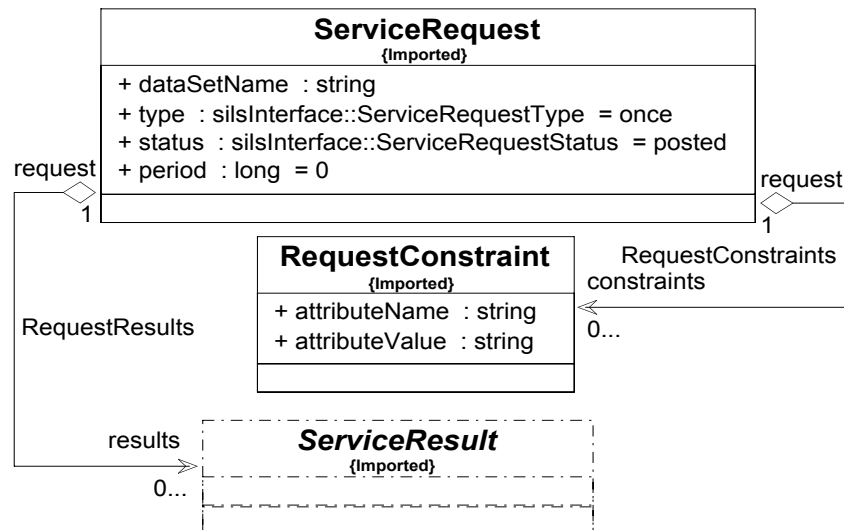 ServiceRequest
{Imported}
+ dataSetName : string
+ type : silsInterface::ServiceRequestType = once
+ status : silsInterface::ServiceRequestStatus = posted
+ period : long = 0
request
1
request
1
RequestConstraint
{Imported}
+ attributeName : string
+ attributeValue : string
RequestConstraints
constraints
0...
RequestResults
results
0...
ServiceResult
{Imported}